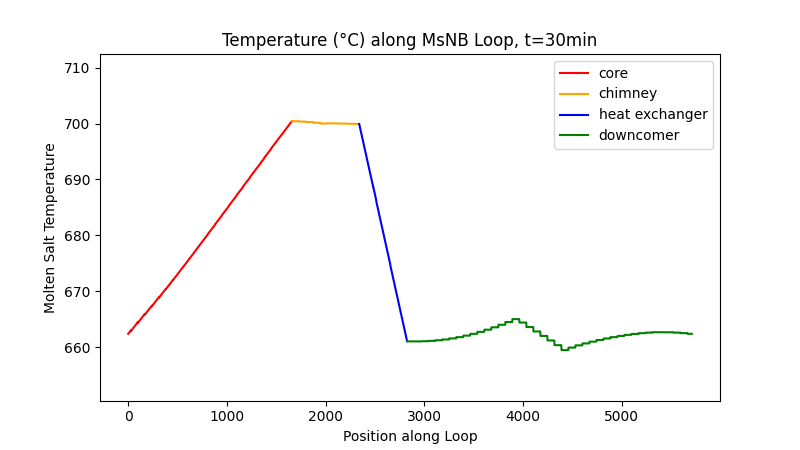 Temperature (°C) along MsNB Loop, t=30min
core
chimney
heat exchanger
downcomer
710
700
690
680
670
660
Molten Salt Temperature
0 1000 2000 3000 4000 5000
Position along Loop